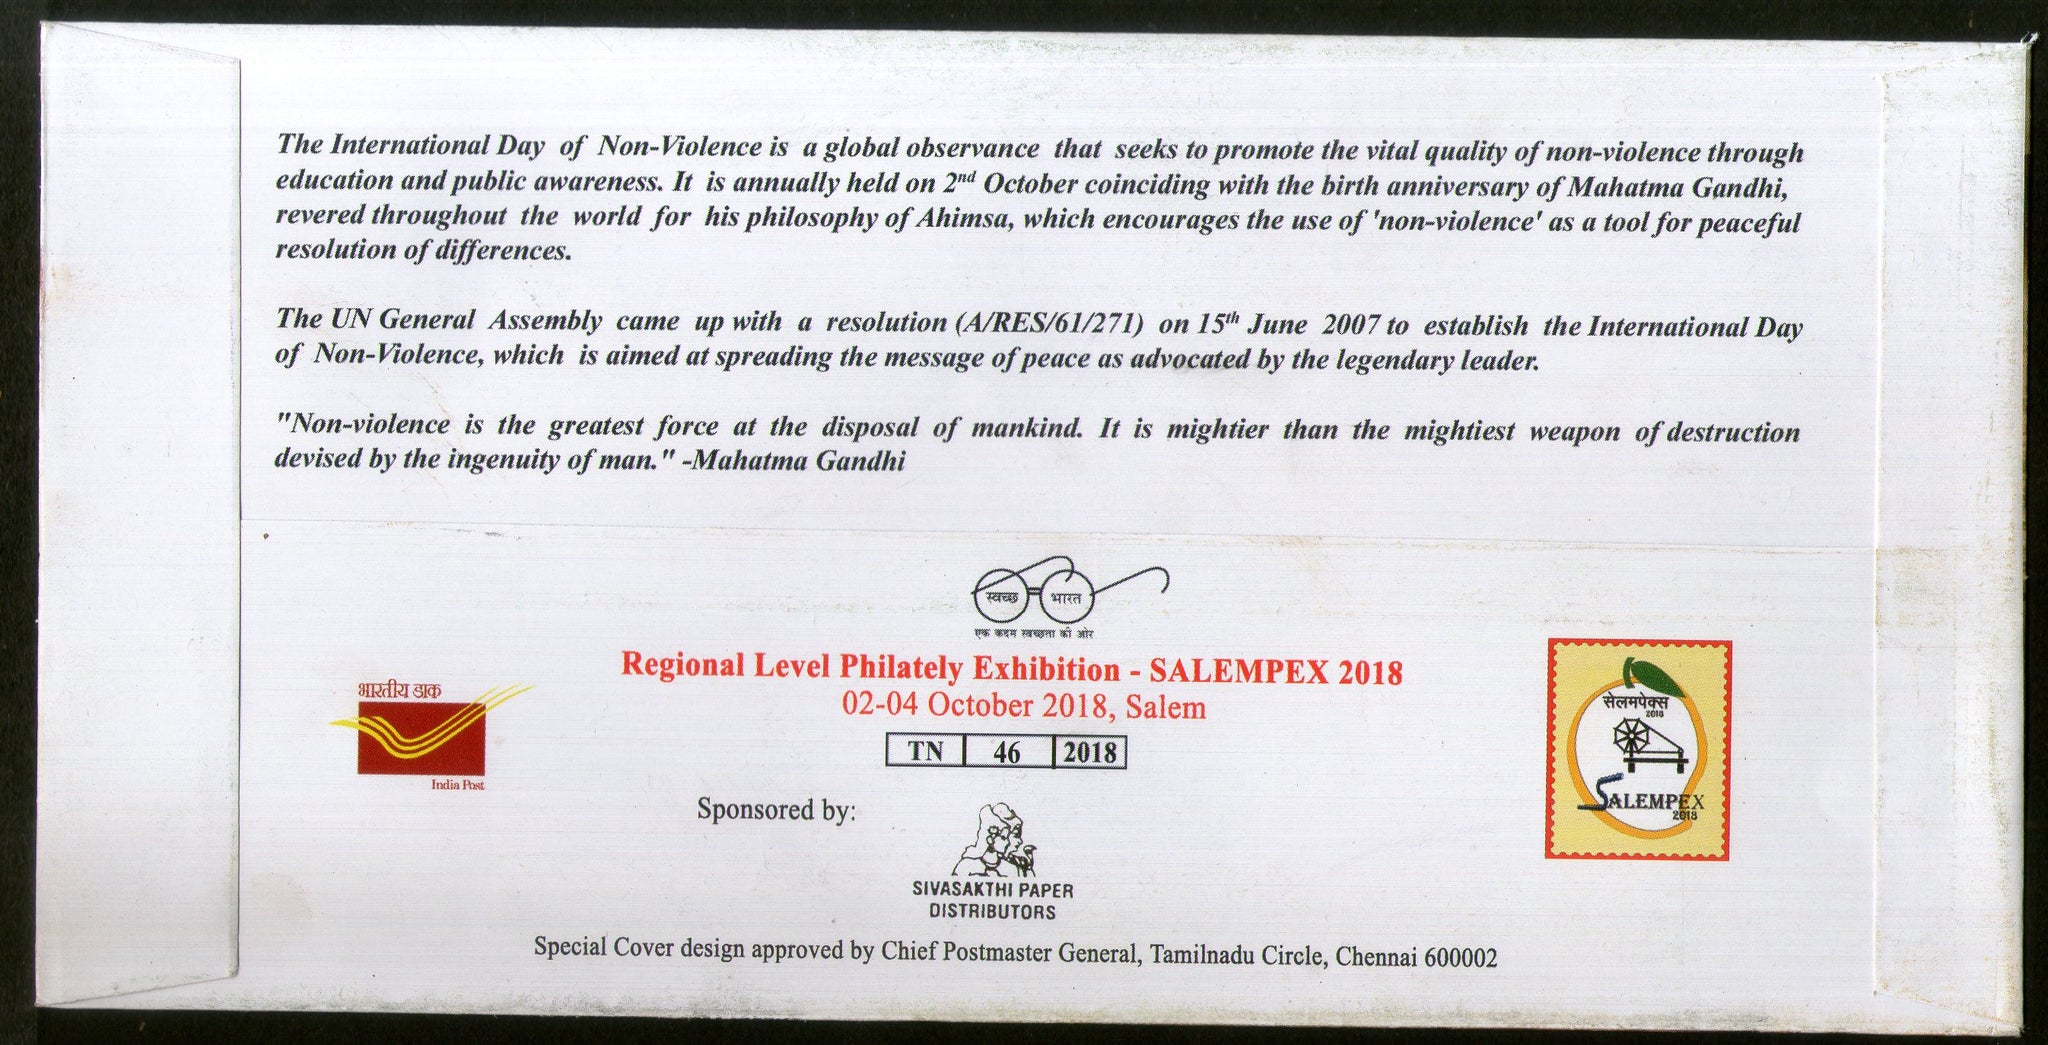 The International Day of Non-Violence is a global observance that seeks to promote the vital quality of non-violence through
education and public awareness. It is annually held on 2nd October coinciding with the birth anniversary of Mahatma Gandhi,
revered throughout the world for his philosophy of Ahimsa, which encourages the use of 'non-violence' as a tool for peaceful
resolution of differences.
The UN General Assembly came up with a resolution (A/RES/61/271) on 15th June 2007 to establish the International Day
of Non-Violence, which is aimed at spreading the message of peace as advocated by the legendary leader.
"Non-violence is the greatest force at the disposal of mankind. It is mightier than the mightiest weapon of destruction
devised by the ingenuity of man." -Mahatma Gandhi
स्वच्छ भारत
एक कदम स्वच्छता की ओर
Regional Level Philately Exhibition - SALEMPEX 2018
02-04 October 2018, Salem
TN 46 2018
भारतीय डाक
India Post
Sponsored by:
SIVASAKTHI PAPER
DISTRIBUTORS
सेलमपेक्स
2018
SALEMPEX
2018
Special Cover design approved by Chief Postmaster General, Tamilnadu Circle, Chennai 600002